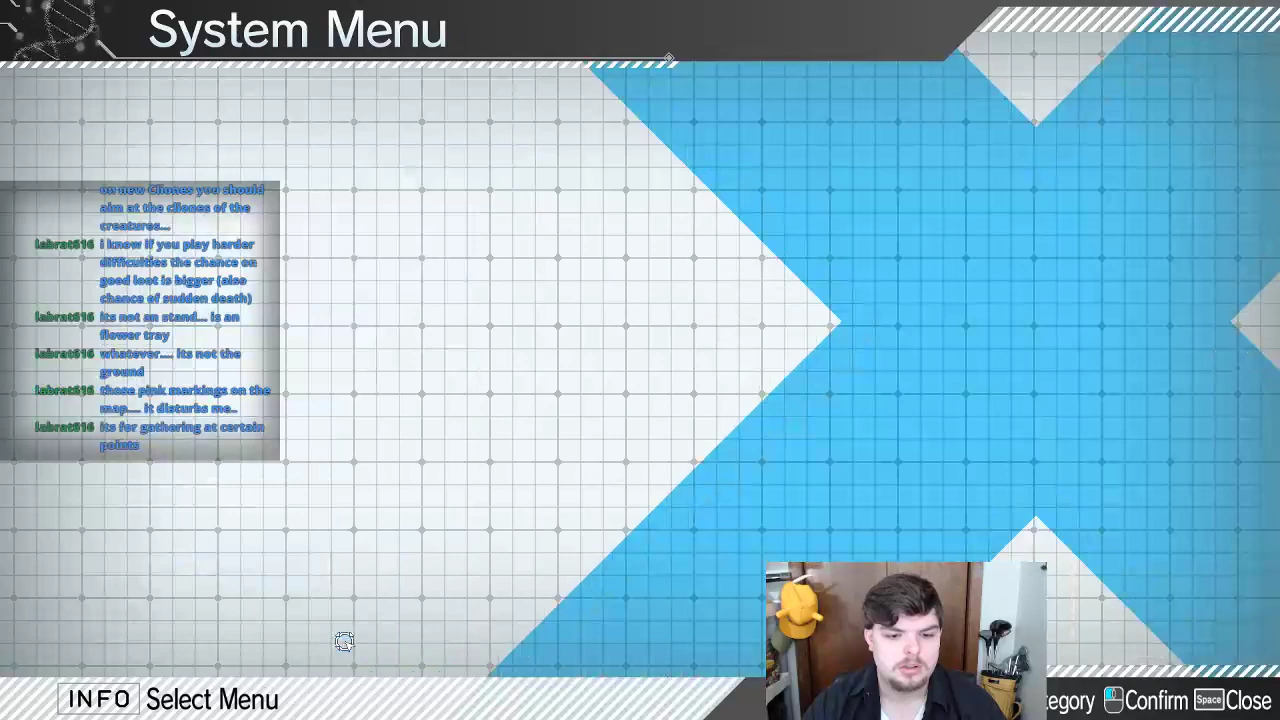 System Menu
on new Cliones you should
aim at the cliones of the
creatures...
labrat616 i know if you play harder
difficulties the chance on
good loot is bigger (also
chance of sudden death)
labrat616 its not an stand... is an
flower tray
labrat616 whatever.... its not the
ground
labrat616 those pink markings on the
map.... it disturbs me..
labrat616 its for gathering at certain
points
INFO Select Menu
Confirm Space Close